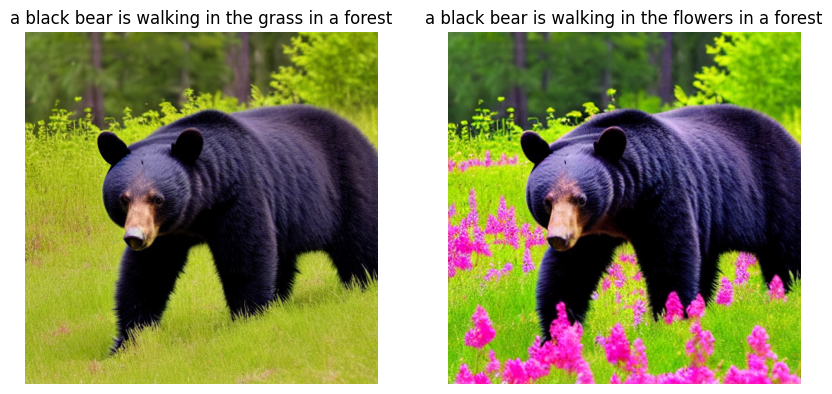 a black bear is walking in the grass in a forest
a black bear is walking in the flowers in a forest